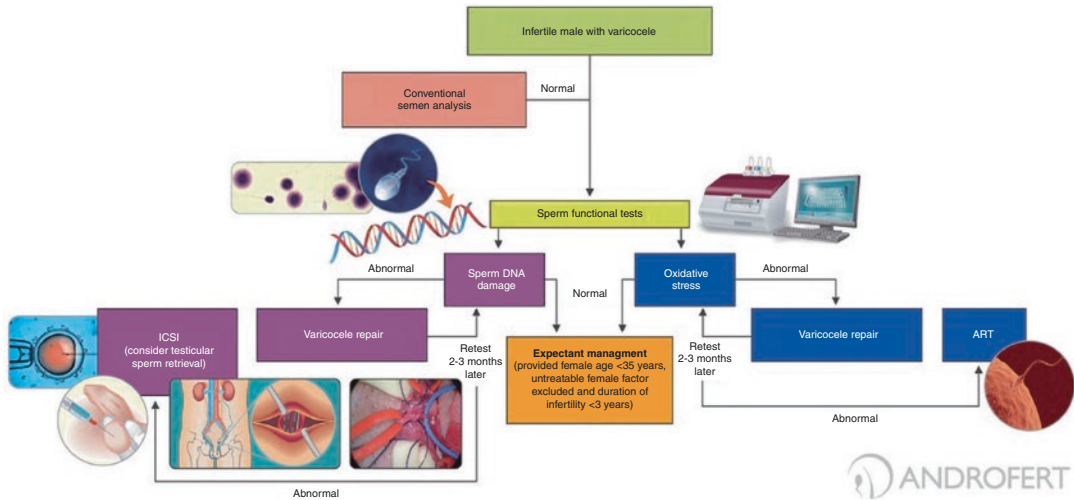 Infertile male with varicocele
Conventional
semen analysis
Normal
Sperm functional tests
Abnormal
Sperm DNA
damage
Normal
Oxidative
stress
Abnormal
ICSI
(consider testicular
sperm retrieval)
Varicocele repair
Retest
2-3 months
later
Expectant managment
(provided female age <35 years,
untreatable female factor
excluded and duration of
infertility <3 years)
Retest
2-3 months
later
Varicocele repair
ART
Abnormal
Abnormal
ANDROFERT